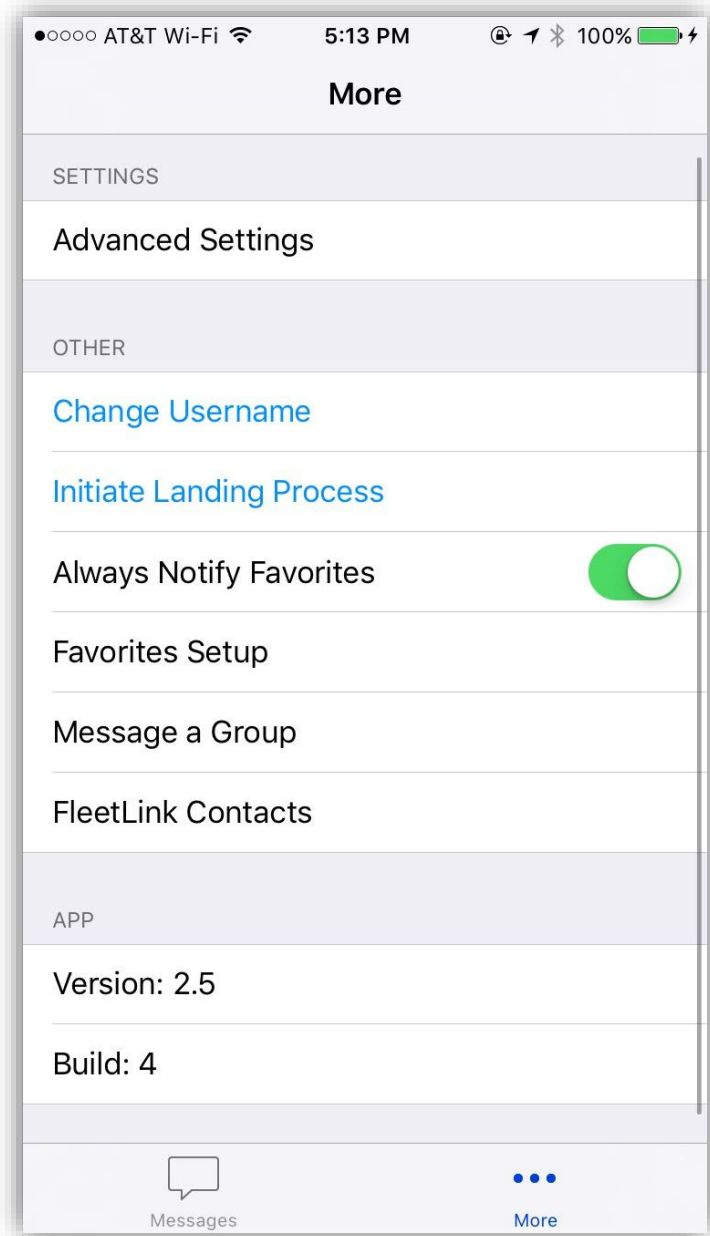 AT&T Wi-Fi 5:13 PM 100%
More
SETTINGS
Advanced Settings
OTHER
Change Username
Initiate Landing Process
Always Notify Favorites
Favorites Setup
Message a Group
FleetLink Contacts
APP
Version: 2.5
Build: 4
Messages More